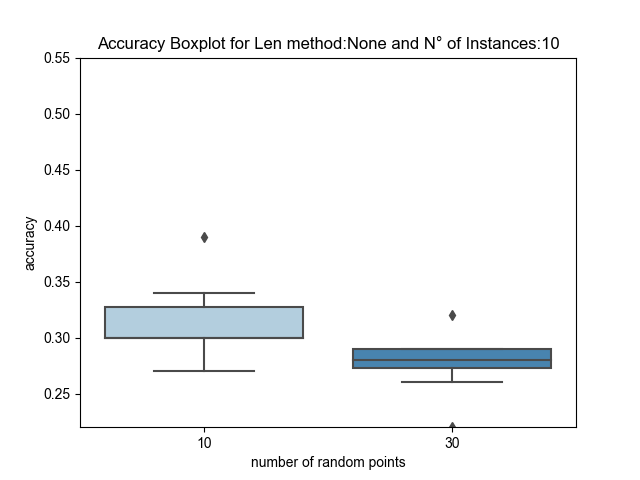 Accuracy Boxplot for Len method:None and N° of Instances:10
0.55
0.50
0.45
0.40
0.35
0.30
0.25
accuracy
10 30
number of random points